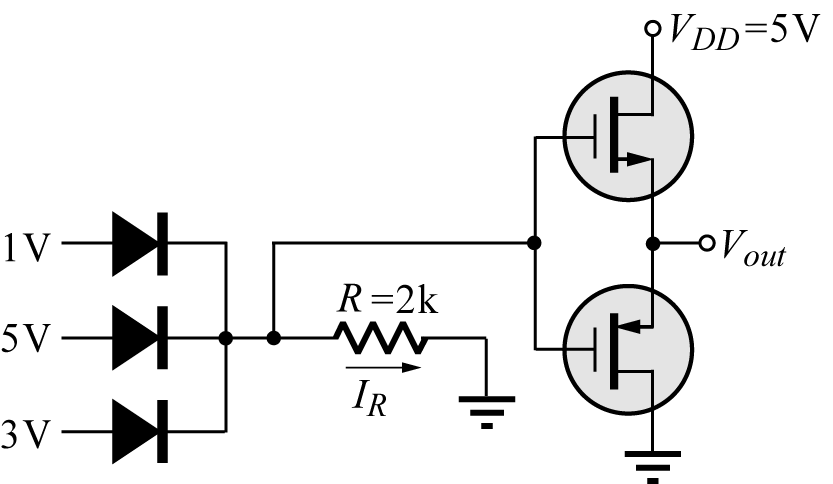 V_DD=5V
1V
V_out
R=2k
5V
I_R
3V